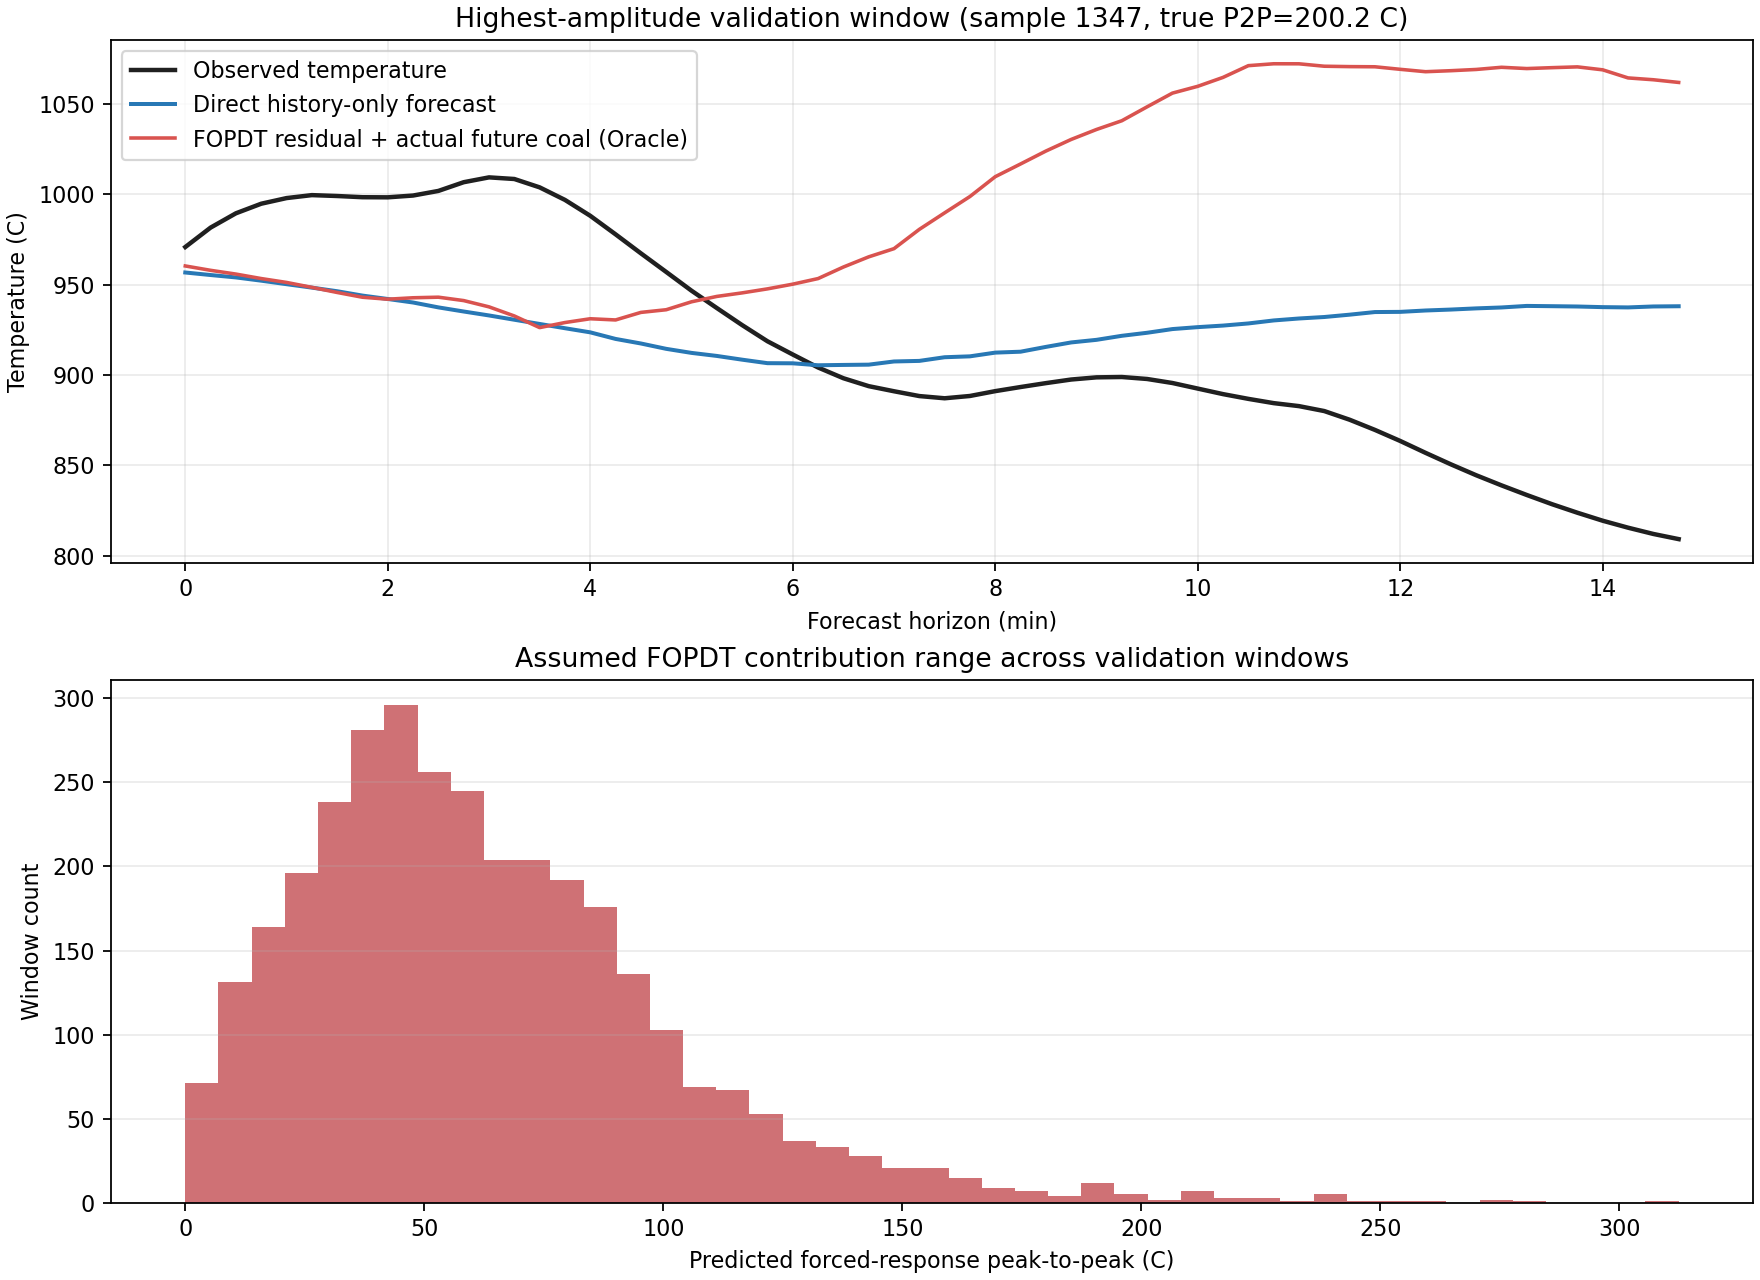 Highest-amplitude validation window (sample 1347, true P2P=200.2 C)
Observed temperature
Direct history-only forecast
FOPDT residual + actual future coal (Oracle)
Temperature (C)
1050
1000
950
900
850
800
0 2 4 6 8 10 12 14
Forecast horizon (min)
Assumed FOPDT contribution range across validation windows
Window count
300
250
200
150
100
50
0
0 50 100 150 200 250 300
Predicted forced-response peak-to-peak (C)